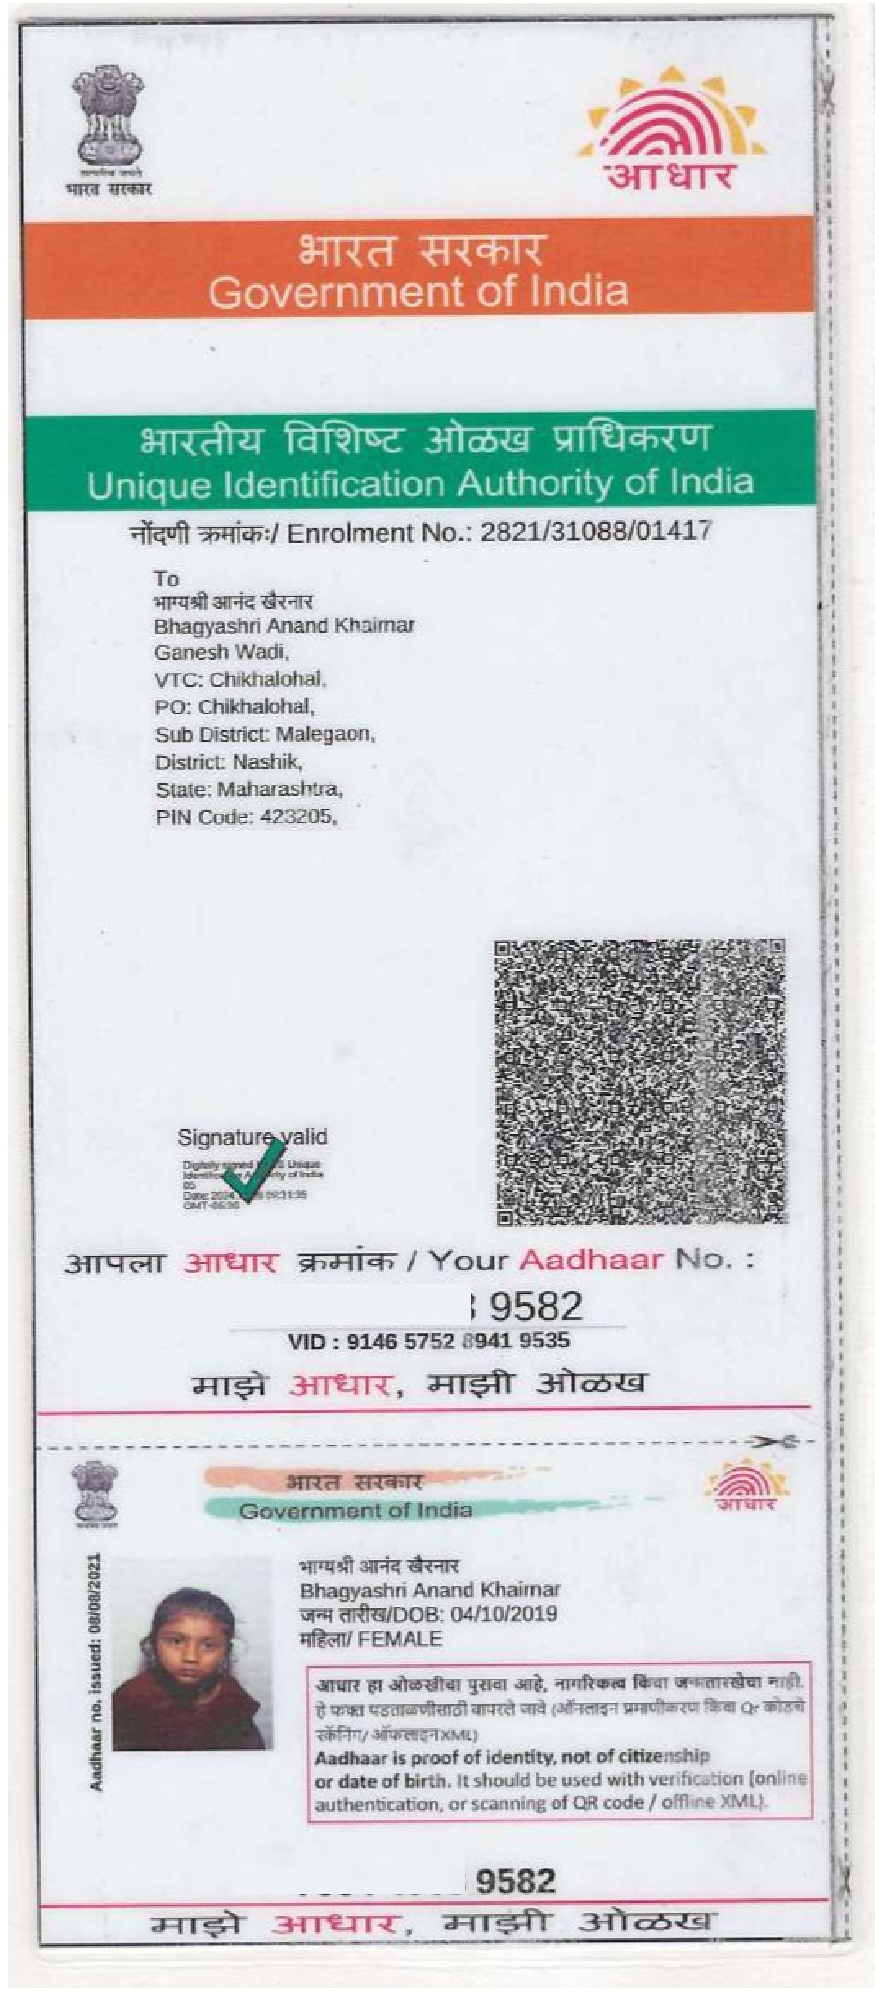 भारत सरकार
आधार
भारत सरकार
Government of India
भारतीय विशिष्ट ओळख प्राधिकरण
Unique Identification Authority of India
नोंदणी क्रमांक:/ Enrolment No.: 2821/31088/01417
To
भाग्यश्री आनंद खैरनार
Bhagyashri Anand Khairnar
Ganesh Wadi,
VTC: Chikhalohal,
PO: Chikhalohal,
Sub District: Malegaon,
District: Nashik,
State: Maharashtra,
PIN Code: 423205,
Signature valid
आपला आधार क्रमांक / Your Aadhaar No. :
9582
VID : 9146 5752 8941 9535
माझे आधार, माझी ओळख
भारत सरकार
Government of India
आधार
Aadhaar no. issued: 08/08/2021
भाग्यश्री आनंद खैरनार
Bhagyashri Anand Khairnar
जन्म तारीख/DOB: 04/10/2019
महिला/ FEMALE
आधार हा ओळखीचा पुरावा आहे, नागरिकत्व किंवा जन्मतारखेचा नाही.
हे फक्त पडताळणीसाठी वापरले जावे (ऑनलाइन प्रमाणीकरण किंवा Qr कोडचे
स्कॅनिंग/ ऑफलाइन XML)
Aadhaar is proof of identity, not of citizenship
or date of birth. It should be used with verification (online
authentication, or scanning of QR code / offline XML).
9582
माझे आधार, माझी ओळख